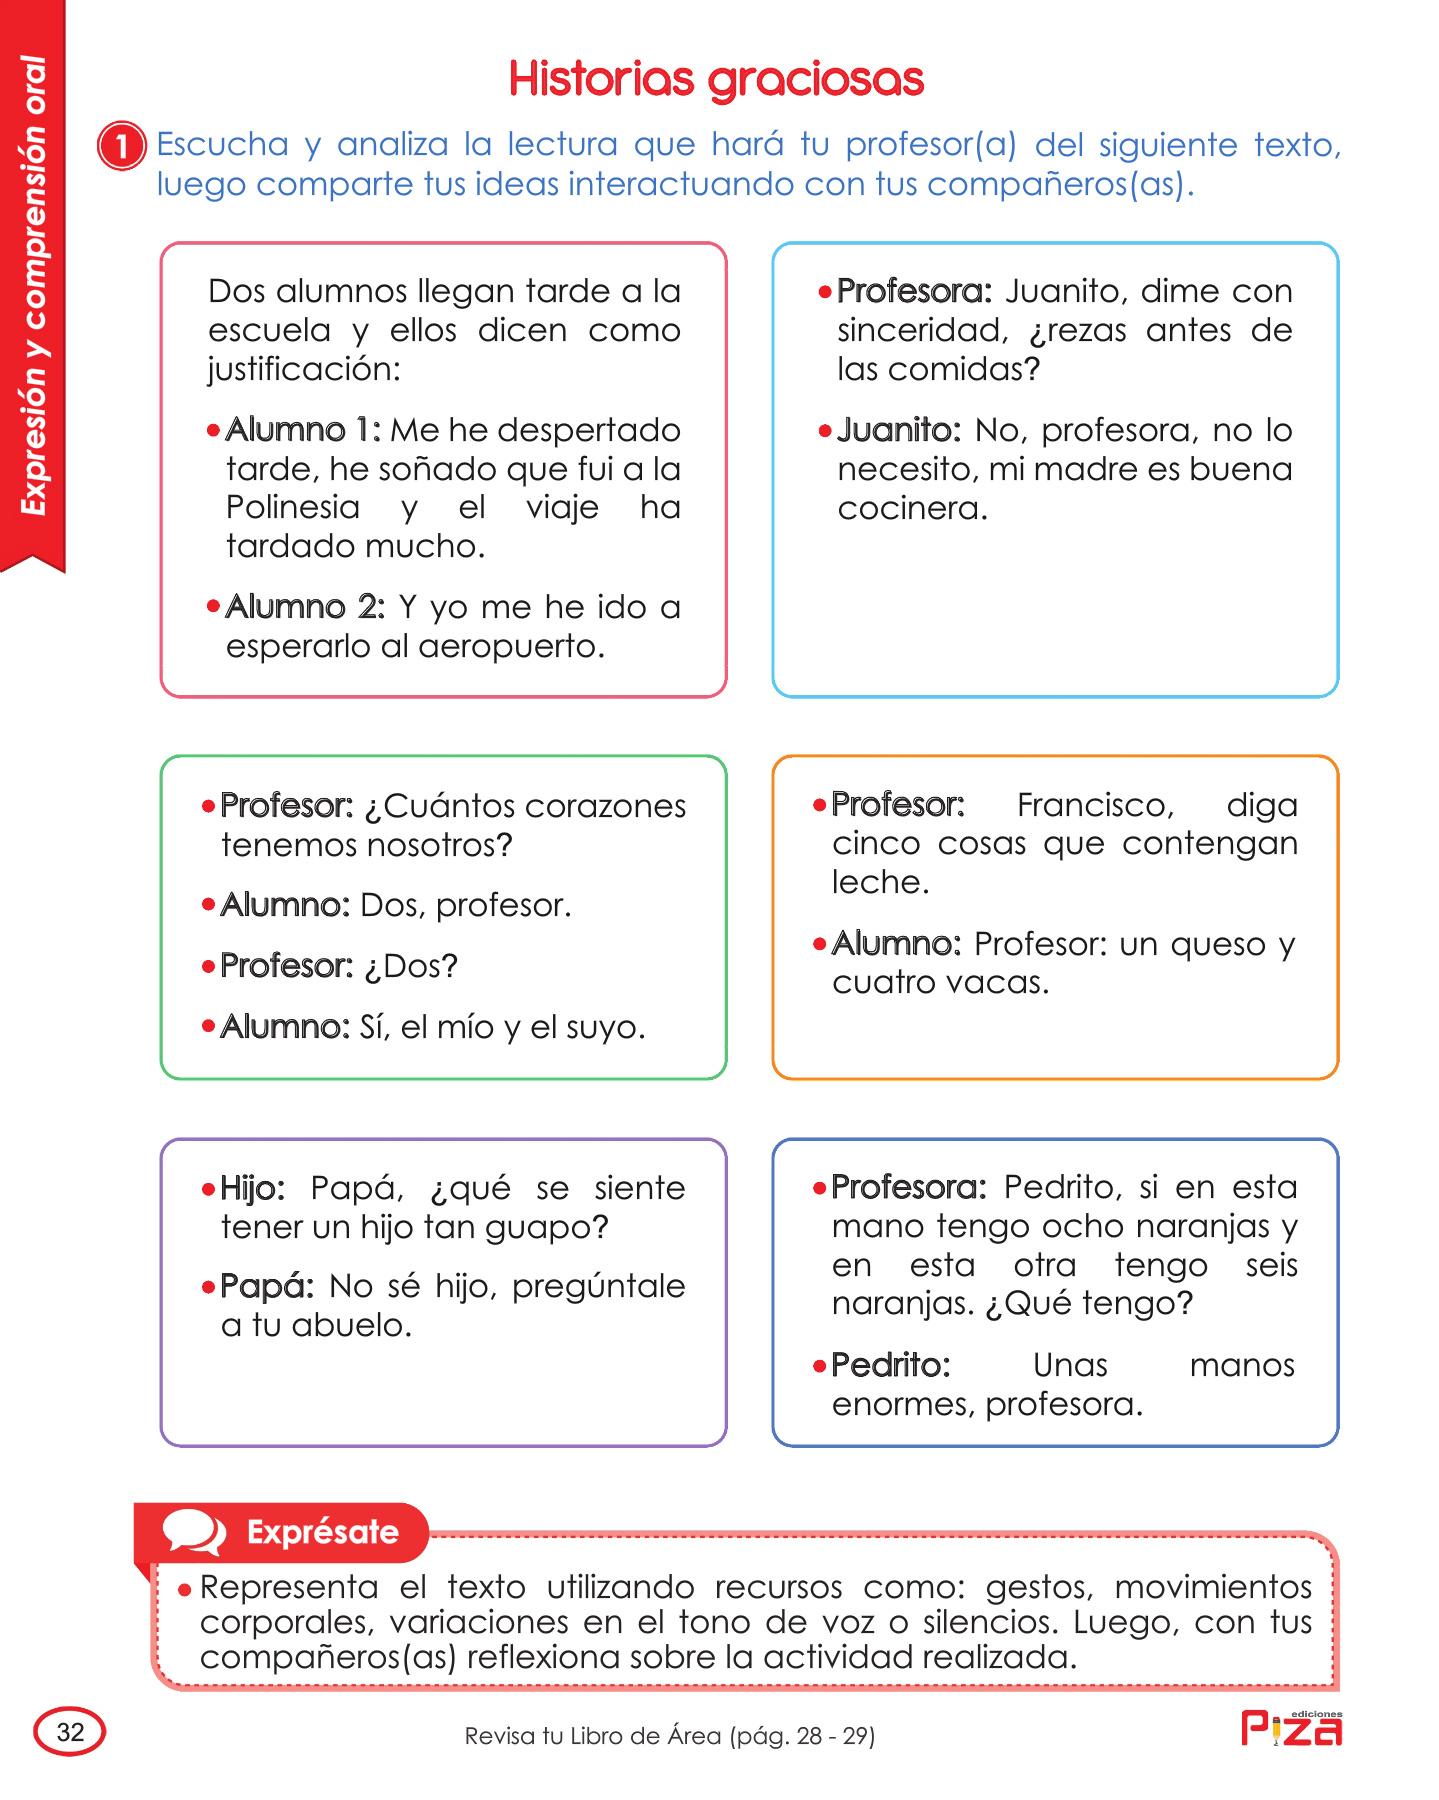 Expresión y comprensión oral
Historias graciosas
1 Escucha y analiza la lectura que hará tu profesor(a) del siguiente texto,
luego comparte tus ideas interactuando con tus compañeros(as).
Dos alumnos llegan tarde a la
escuela y ellos dicen como
justificación:
•Alumno 1: Me he despertado
tarde, he soñado que fui a la
Polinesia y el viaje ha
tardado mucho.
•Alumno 2: Y yo me he ido a
esperarlo al aeropuerto.
•Profesora: Juanito, dime con
sinceridad, ¿rezas antes de
las comidas?
•Juanito: No, profesora, no lo
necesito, mi madre es buena
cocinera.
•Profesor: ¿Cuántos corazones
tenemos nosotros?
•Alumno: Dos, profesor.
•Profesor: ¿Dos?
•Alumno: Sí, el mío y el suyo.
•Profesor: Francisco, diga
cinco cosas que contengan
leche.
•Alumno: Profesor: un queso y
cuatro vacas.
•Hijo: Papá, ¿qué se siente
tener un hijo tan guapo?
•Papá: No sé hijo, pregúntale
a tu abuelo.
•Profesora: Pedrito, si en esta
mano tengo ocho naranjas y
en esta otra tengo seis
naranjas. ¿Qué tengo?
•Pedrito: Unas manos
enormes, profesora.
Exprésate
•Representa el texto utilizando recursos como: gestos, movimientos
corporales, variaciones en el tono de voz o silencios. Luego, con tus
compañeros(as) reflexiona sobre la actividad realizada.
32
Revisa tu Libro de Área (pág. 28 - 29)
ediciones
Piza